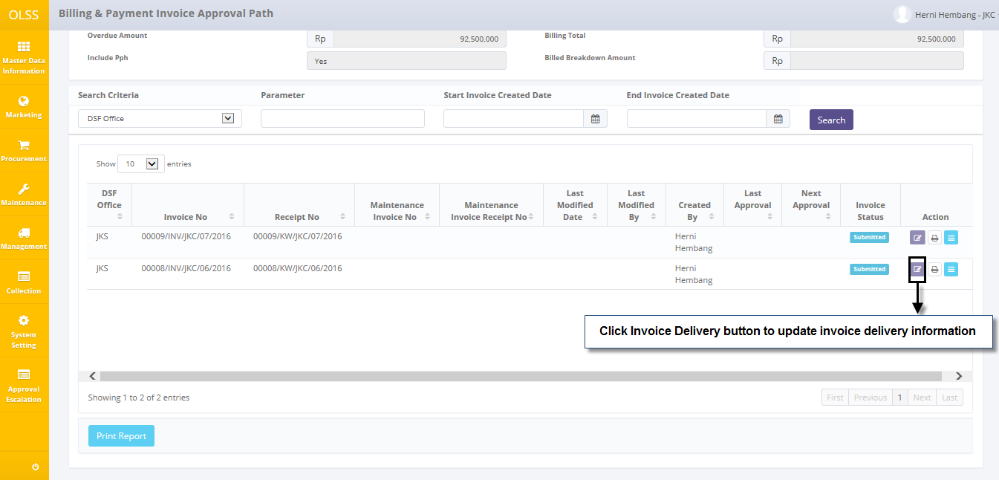 OLSS
Billing & Payment Invoice Approval Path
Herni Hembang - JKC
Master Data
Information
Marketing
Procurement
Maintenance
Management
Collection
System
Setting
Approval
Escalation
Overdue Amount
Rp
92,500,000
Billing Total
Rp
92,500,000
Include Pph
Yes
Billed Breakdown Amount
Rp
Search Criteria
Parameter
Start Invoice Created Date
End Invoice Created Date
DSF Office
Search
Show 10 entries
DSF
Office
Invoice No
Receipt No
Maintenance
Invoice No
Maintenance
Invoice Receipt No
Last
Modified
Date
Last
Modified
By
Created
By
Last
Approval
Next
Approval
Invoice
Status
Action
JKS
00009/INV/JKC/07/2016
00009/KW/JKC/07/2016
Herni
Hembang
Submitted
JKS
00008/INV/JKC/06/2016
00008/KW/JKC/06/2016
Herni
Hembang
Submitted
Click Invoice Delivery button to update invoice delivery information
Showing 1 to 2 of 2 entries
First Previous 1 Next Last
Print Report